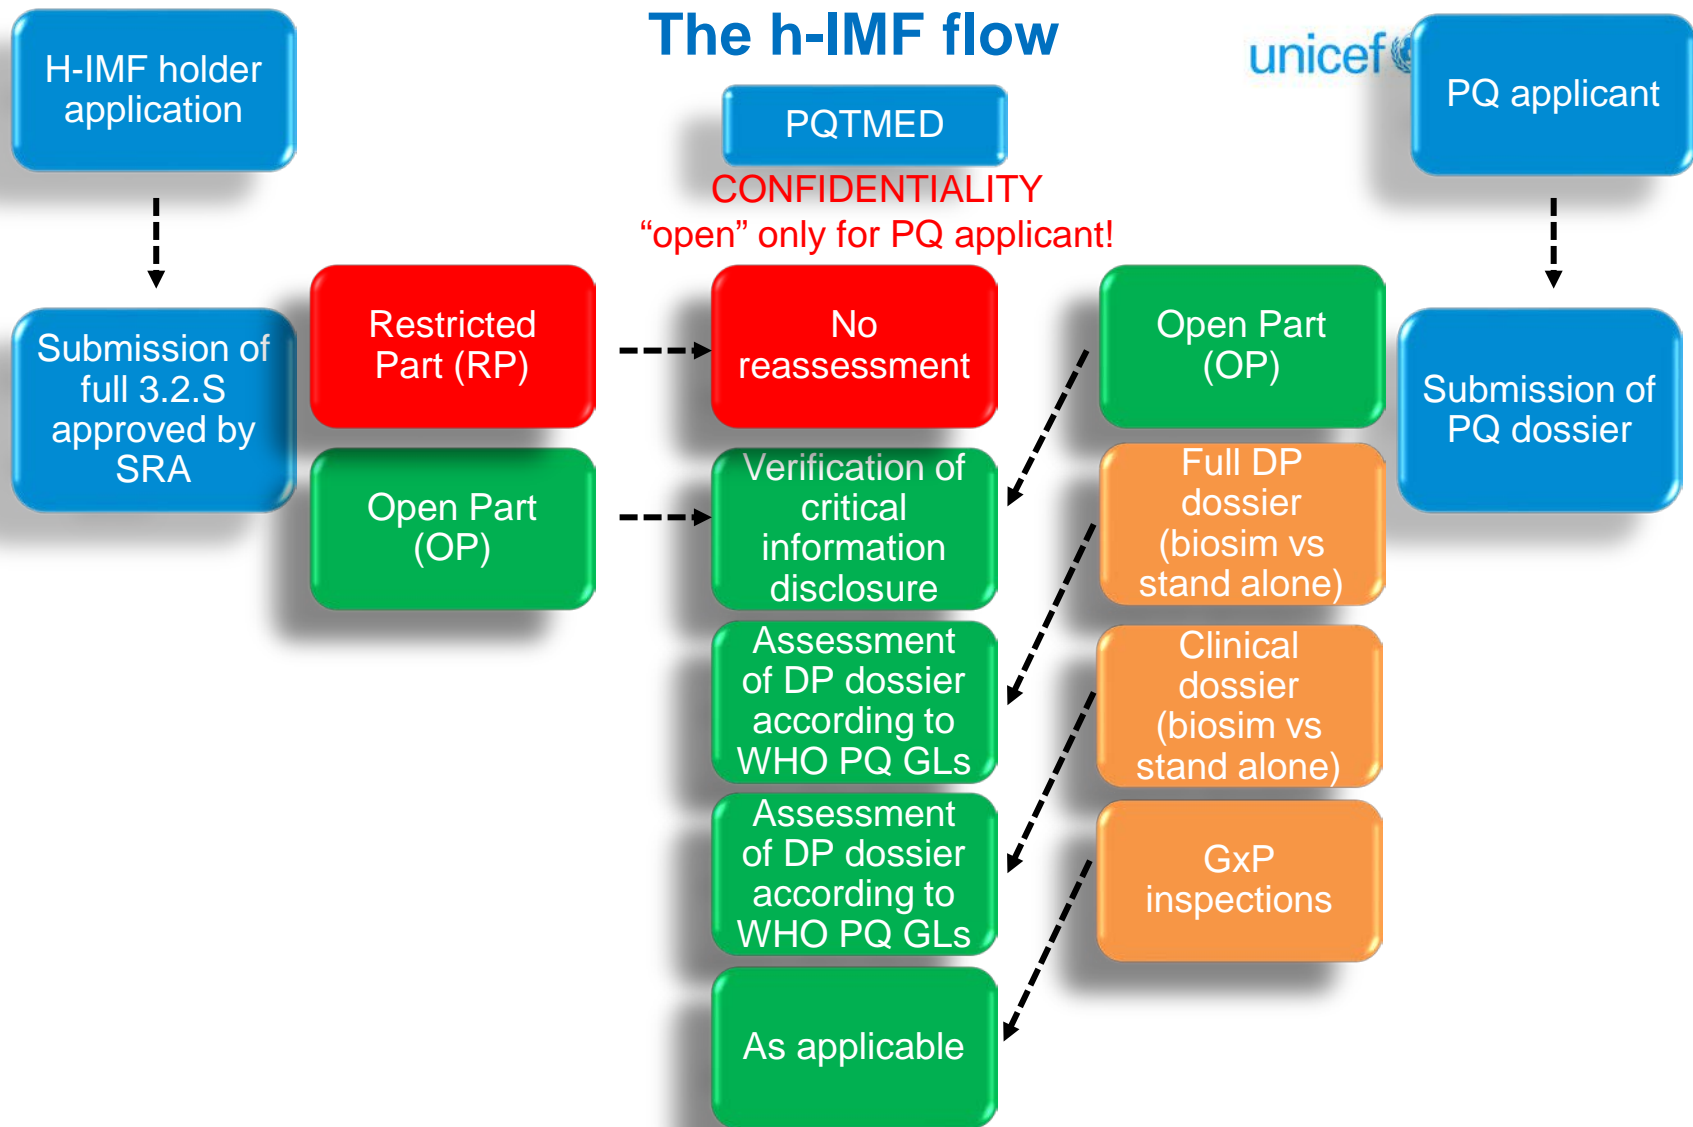 The h-IMF flow
unicef
H-IMF holder
application
PQTMED
PQ applicant
CONFIDENTIALITY
“open” only for PQ applicant!
Submission of
full 3.2.S
approved by
SRA
Restricted
Part (RP)
Open Part
(OP)
No
reassessment
Verification of
critical
information
disclosure
Assessment
of DP dossier
according to
WHO PQ GLs
Assessment
of DP dossier
according to
WHO PQ GLs
As applicable
Open Part
(OP)
Full DP
dossier
(biosim vs
stand alone)
Clinical
dossier
(biosim vs
stand alone)
GxP
inspections
Submission of
PQ dossier